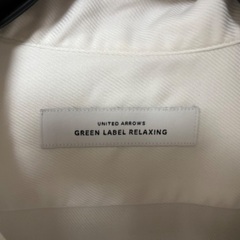 UNITED ARROWS
GREEN LABEL RELAXING